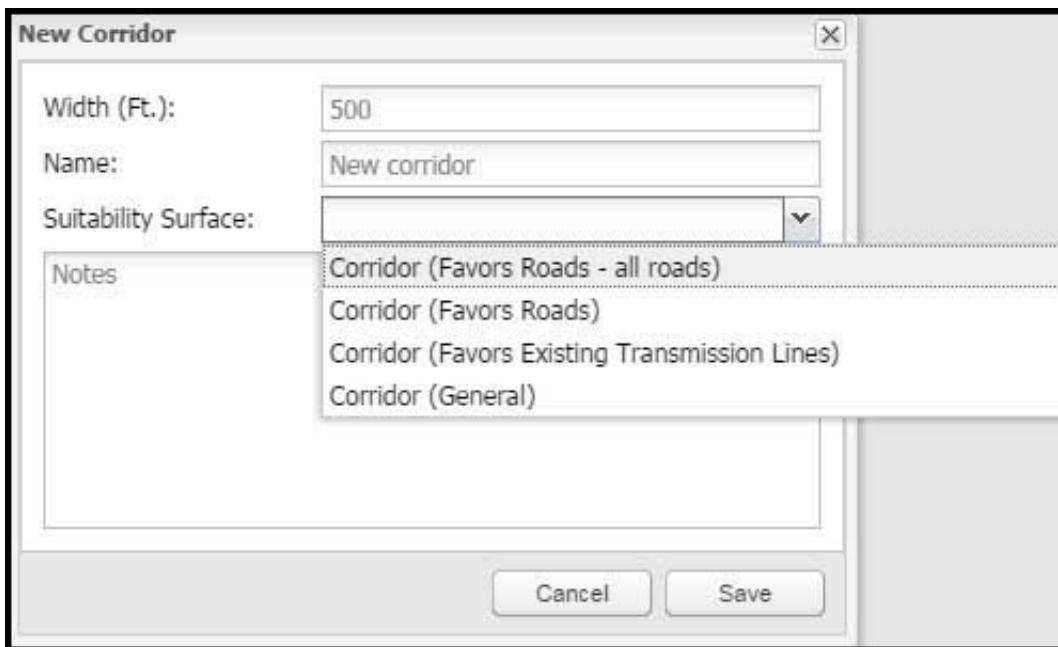 New Corridor
Width (Ft.): 500
Name: New corridor
Suitability Surface:
Notes
Corridor (Favors Roads - all roads)
Corridor (Favors Roads)
Corridor (Favors Existing Transmission Lines)
Corridor (General)
Cancel Save